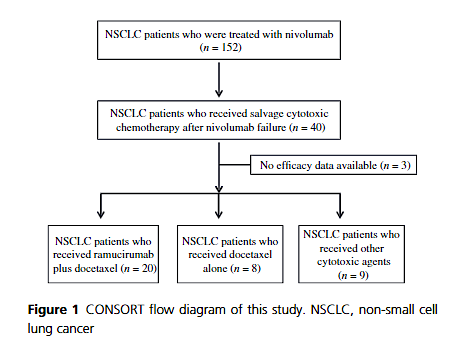 NSCLC patients who were treated with nivolumab
(n = 152)
NSCLC patients who received salvage cytotoxic
chemotherapy after nivolumab failure (n = 40)
No efficacy data available (n = 3)
NSCLC patients who
received ramucirumab
plus docetaxel (n = 20)
NSCLC patients who
received docetaxel
alone (n = 8)
NSCLC patients who
received other
cytotoxic agents
(n = 9)
Figure 1 CONSORT flow diagram of this study. NSCLC, non-small cell
lung cancer